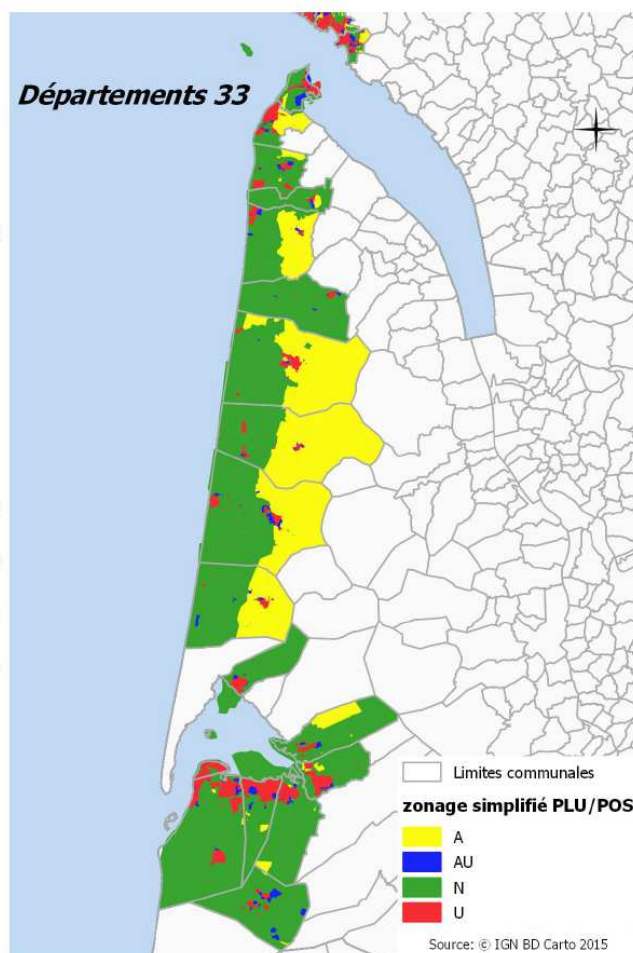 Départements 33
Limites communales
zonage simplifié PLU/POS
A
AU
N
U
Source: © IGN BD Carto 2015